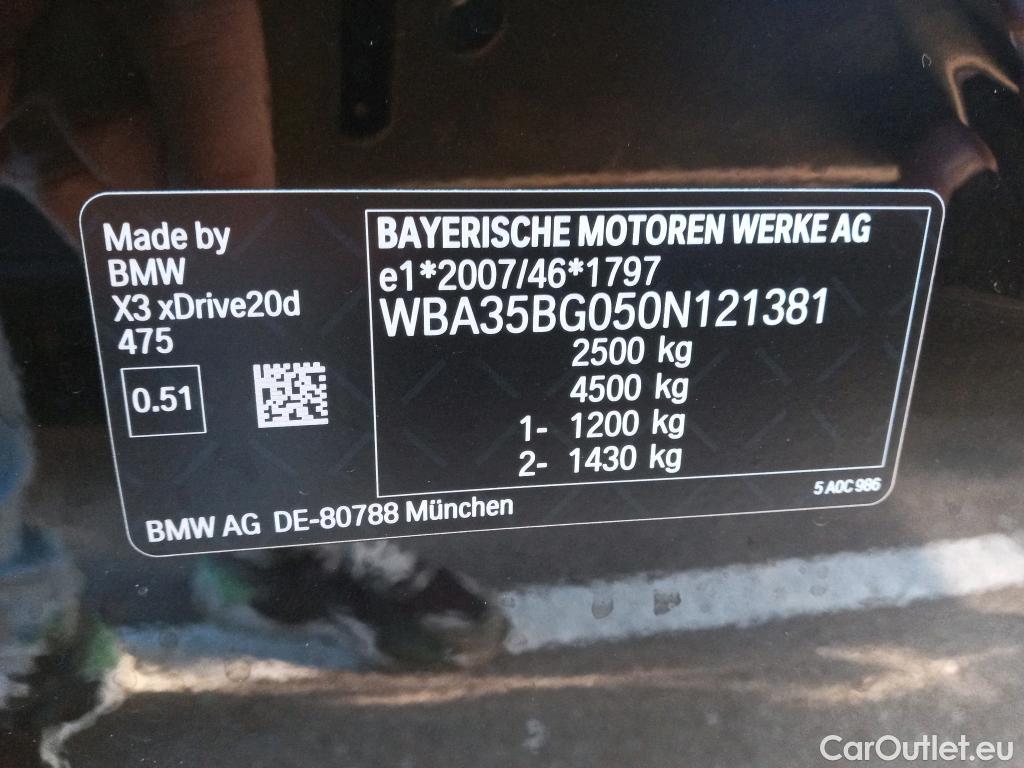 Made by
BMW
X3 xDrive20d
475
0.51
BAYERISCHE MOTOREN WERKE AG
e1*2007/46*1797
WBA35BG050N121381
2500 kg
4500 kg
1- 1200 kg
2- 1430 kg
5 A0C 986
BMW AG DE-80788 München
CarOutlet.eu